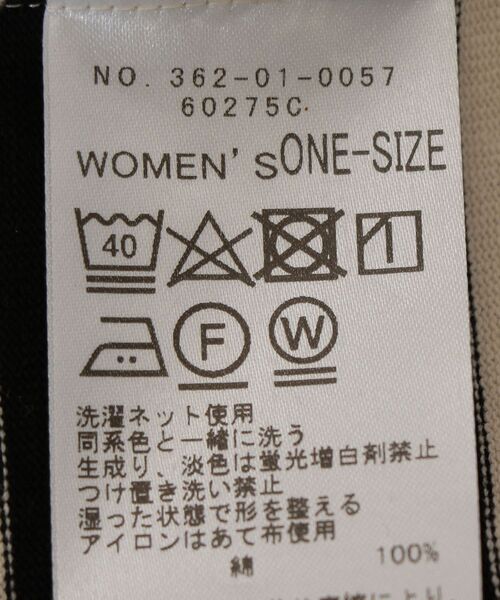 NO. 362-01-0057
60275C
WOMEN'S ONE-SIZE
40
F W
洗濯ネット使用
同系色と一緒に洗う
生成り、淡色は蛍光増白剤禁止
つけ置き洗い禁止
湿った状態で形を整える
アイロンはあて布使用
綿 100%